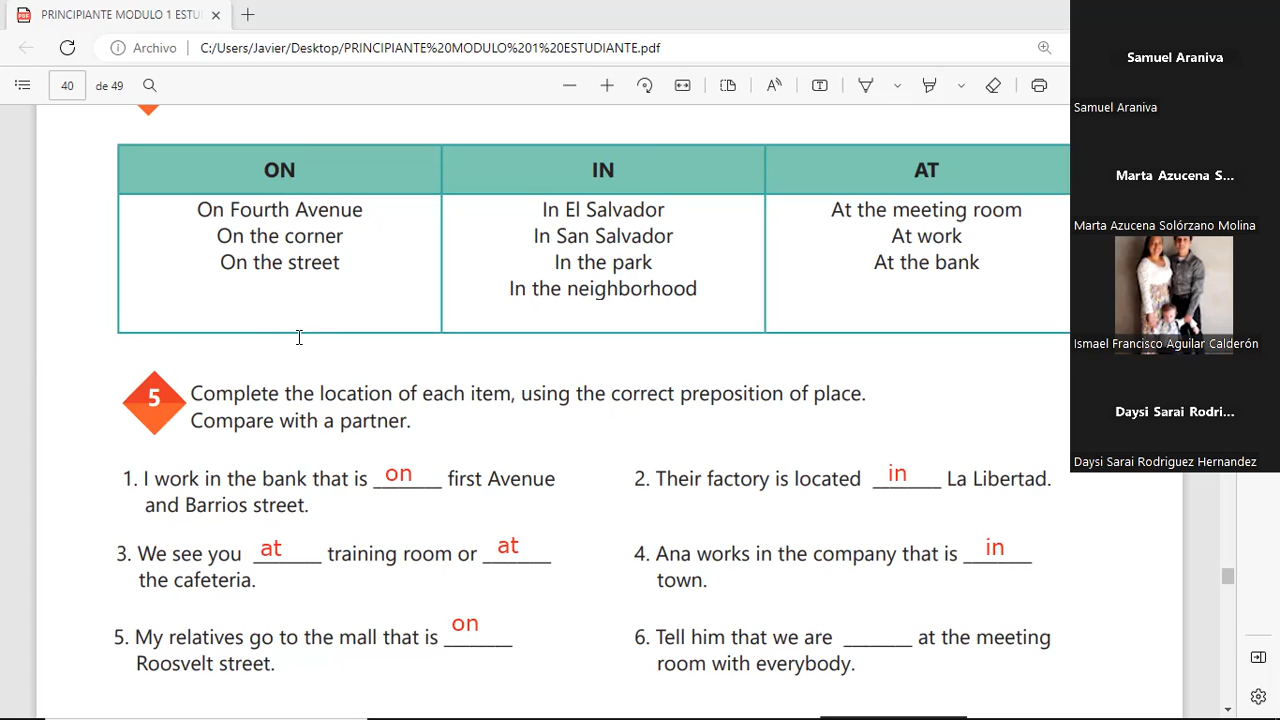 PRINCIPIANTE MODULO 1 ESTU
Archivo C:/Users/Javier/Desktop/PRINCIPIANTE%20MODULO%201%20ESTUDIANTE.pdf
40 de 49
ON IN AT
On Fourth Avenue In El Salvador At the meeting room
On the corner In San Salvador At work
On the street In the park At the bank
In the neighborhood
5 Complete the location of each item, using the correct preposition of place.
Compare with a partner.
1. I work in the bank that is on first Avenue
and Barrios street.
2. Their factory is located in La Libertad.
3. We see you at training room or at
the cafeteria.
4. Ana works in the company that is in
town.
5. My relatives go to the mall that is on
Roosvelt street.
6. Tell him that we are ______ at the meeting
room with everybody.
Samuel Araniva
Samuel Araniva
Marta Azucena S...
Marta Azucena Solórzano Molina
Ismael Francisco Aguilar Calderón
Daysi Sarai Rodri...
Daysi Sarai Rodriguez Hernandez